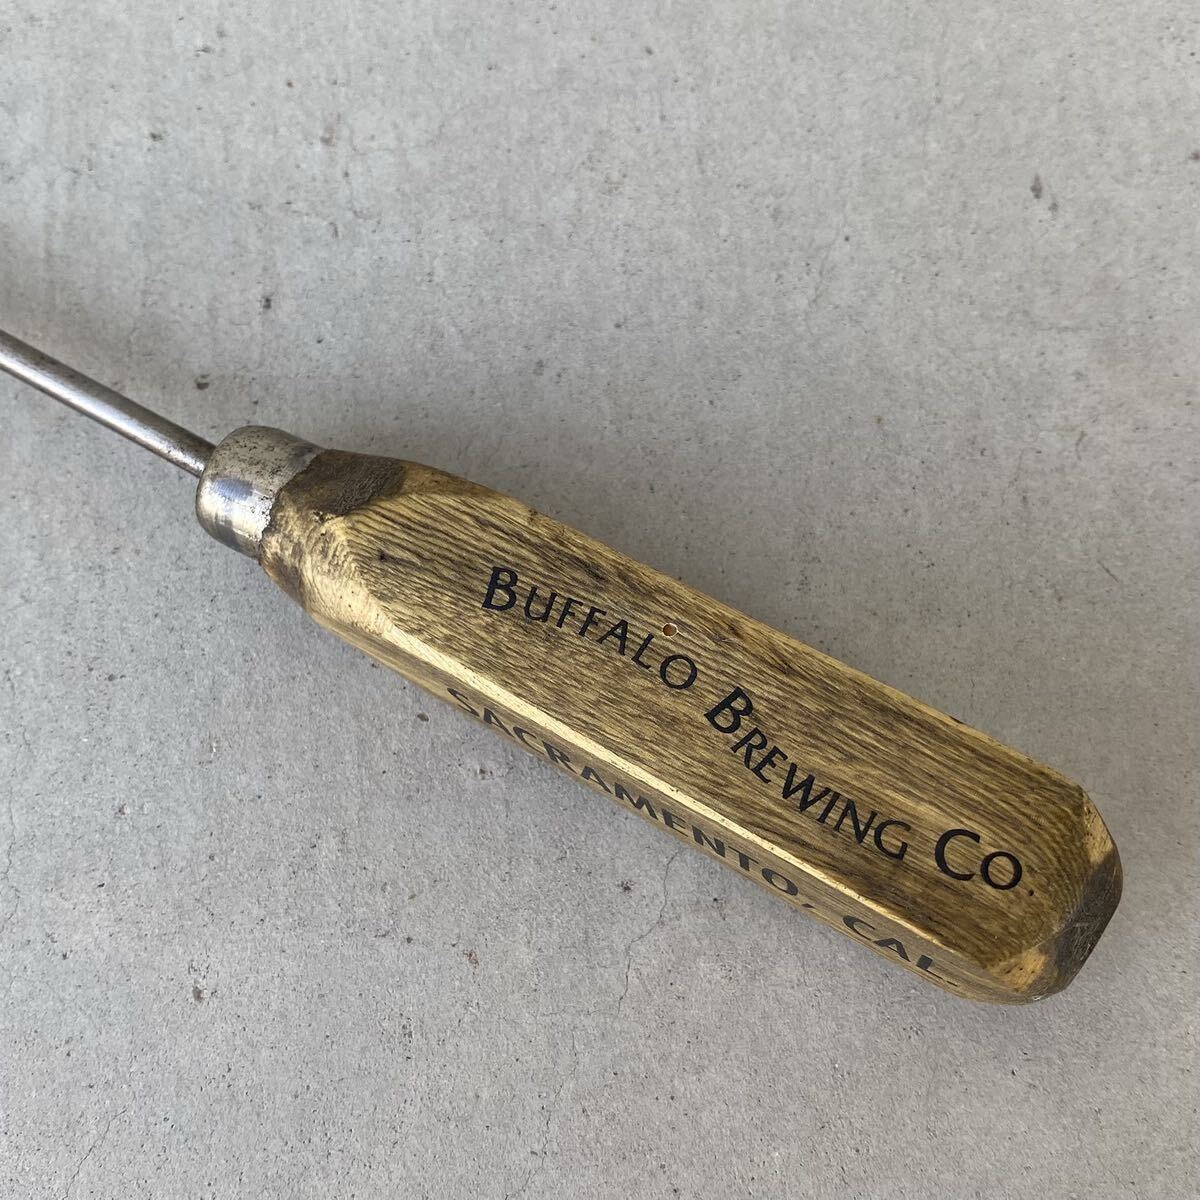 BUFFALO BREWING CO.
SACRAMENTO, CAL